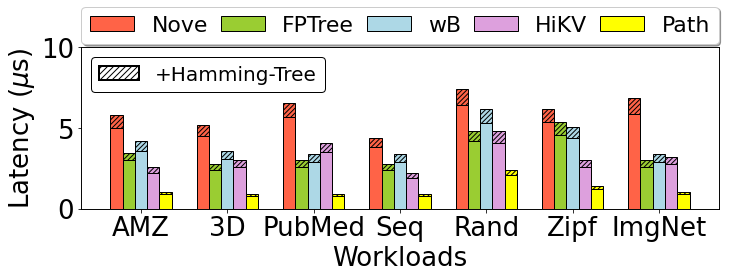 Nove FPTree wB HiKV Path
+Hamming-Tree
Latency (μs)
10
5
0
AMZ 3D PubMed Seq Rand Zipf ImgNet
Workloads